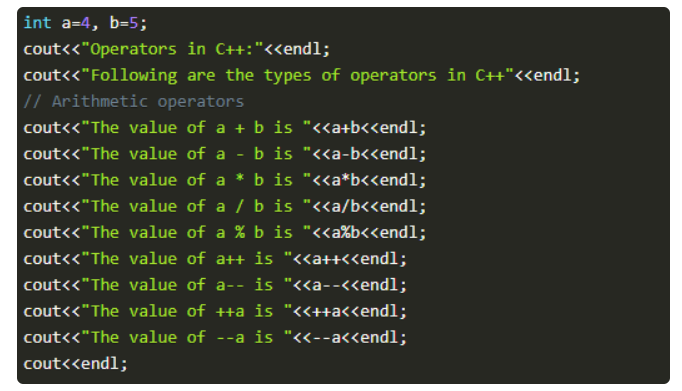 int a=4, b=5;
cout<<"Operators in C++:"<<endl;
cout<<"Following are the types of operators in C++"<<endl;
// Arithmetic operators
cout<<"The value of a + b is "<<a+b<<endl;
cout<<"The value of a - b is "<<a-b<<endl;
cout<<"The value of a * b is "<<a*b<<endl;
cout<<"The value of a / b is "<<a/b<<endl;
cout<<"The value of a % b is "<<a%b<<endl;
cout<<"The value of a++ is "<<a++<<endl;
cout<<"The value of a-- is "<<a--<<endl;
cout<<"The value of ++a is "<<++a<<endl;
cout<<"The value of --a is "<<--a<<endl;
cout<<endl;